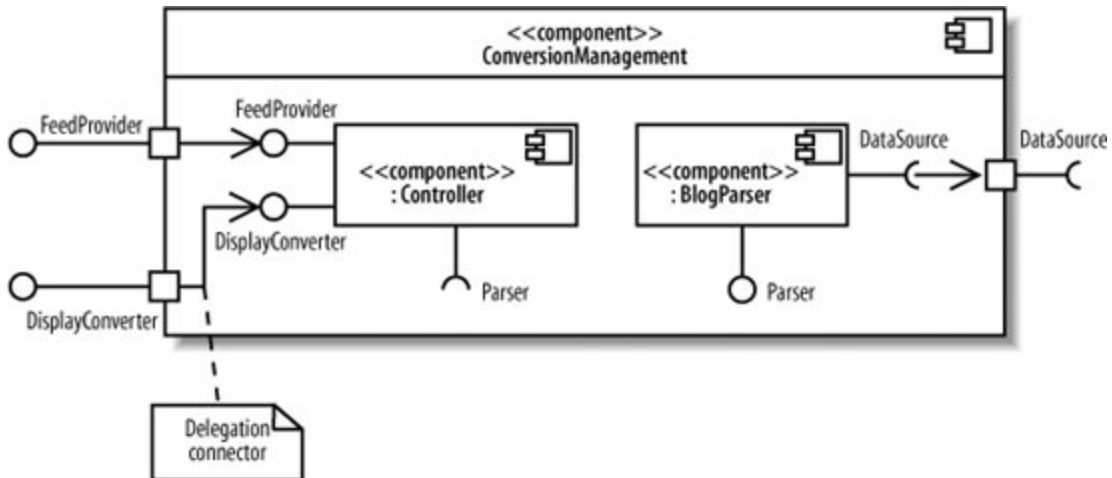 <<component>>
ConversionManagement
FeedProvider
FeedProvider
DataSource
DataSource
<<component>>
: Controller
<<component>>
: BlogParser
DisplayConverter
Parser
Parser
DisplayConverter
Delegation
connector